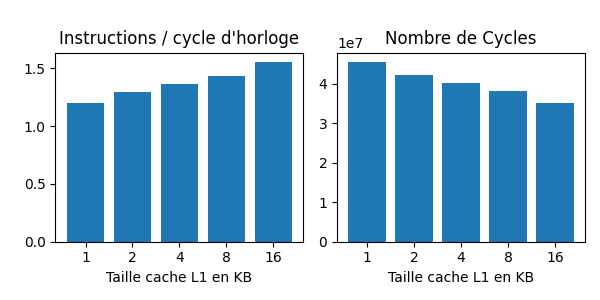 Instructions / cycle d'horloge
1.5
1.0
0.5
0.0
1 2 4 8 16
Taille cache L1 en KB
Nombre de Cycles
1e7
4
3
2
1
0
1 2 4 8 16
Taille cache L1 en KB